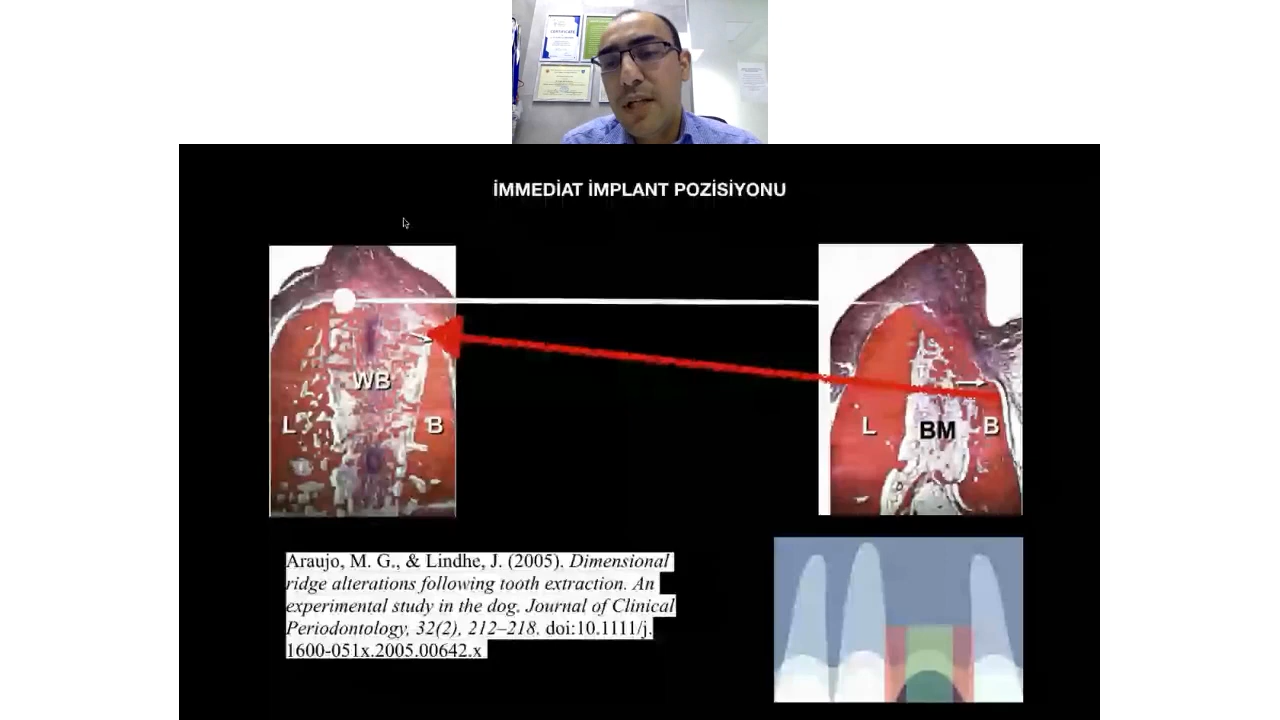 CERTIFICATE
İMMEDİAT İMPLANT POZİSİYONU
WB
L
B
L
BM
B
Araujo, M. G., & Lindhe, J. (2005). Dimensional
ridge alterations following tooth extraction. An
experimental study in the dog. Journal of Clinical
Periodontology, 32(2), 212–218. doi:10.1111/j.
1600-051x.2005.00642.x